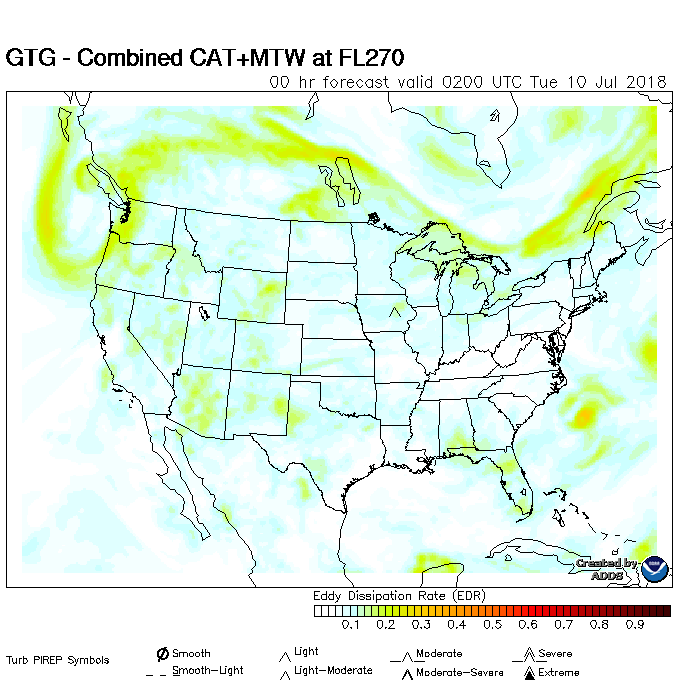 GTG - Combined CAT+MTW at FL270
00 hr forecast valid 0200 UTC Tue 10 Jul 2018
Created by
ADDS
Eddy Dissipation Rate (EDR)
0.1 0.2 0.3 0.4 0.5 0.6 0.7 0.8 0.9
Turb PIREP Symbols
Smooth Light Moderate Severe
Smooth-Light Light-Moderate Moderate-Severe Extreme